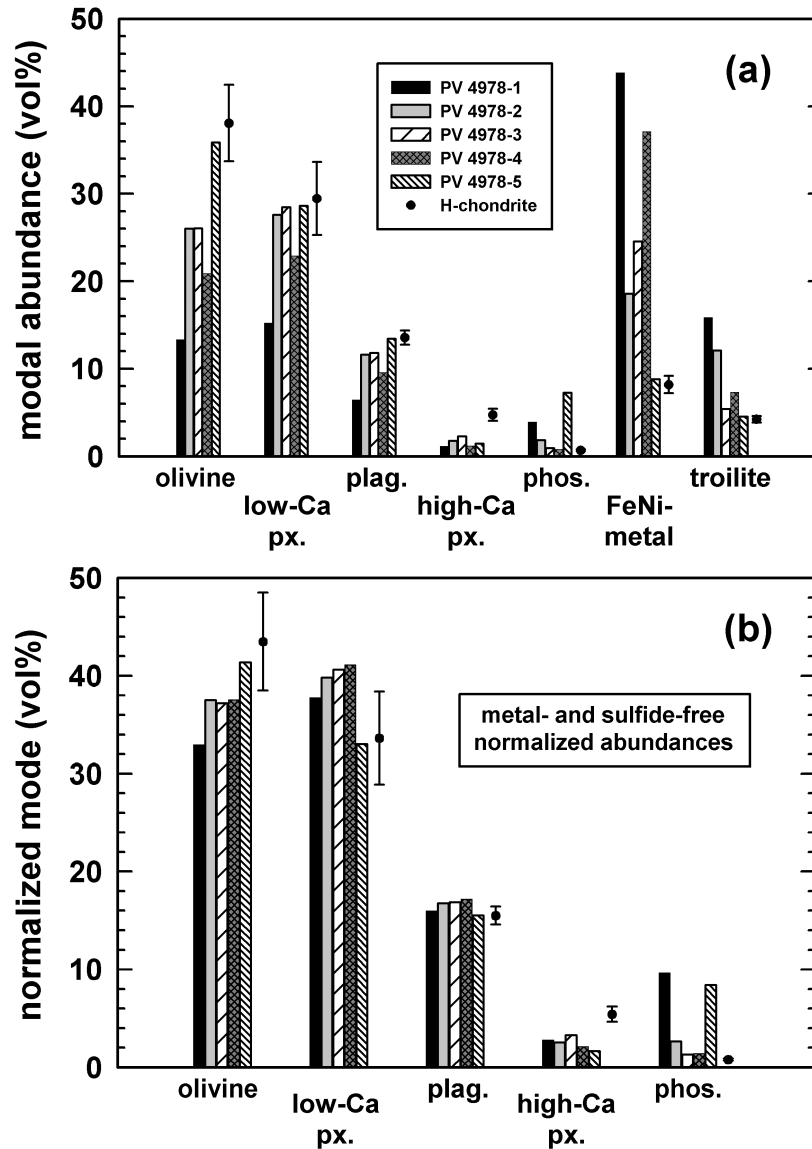 (a)
modal abundance (vol%)
50
40
30
20
10
0
PV 4978-1
PV 4978-2
PV 4978-3
PV 4978-4
PV 4978-5
H-chondrite
olivine
low-Ca
px.
plag.
high-Ca
px.
phos.
FeNi-
metal
troilite
(b)
normalized mode (vol%)
50
40
30
20
10
0
metal- and sulfide-free
normalized abundances
olivine
low-Ca
px.
plag.
high-Ca
px.
phos.